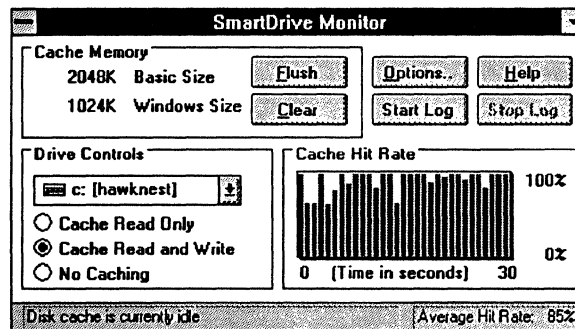 SmartDrive Monitor
Cache Memory
2048K Basic Size
1024K Windows Size
Flush
Clear
Options..
Help
Start Log
Stop Log
Drive Controls
c: [hawknest]
Cache Read Only
Cache Read and Write
No Caching
Cache Hit Rate
100%
0%
0 (Time in seconds) 30
Disk cache is currently idle
Average Hit Rate: 85%